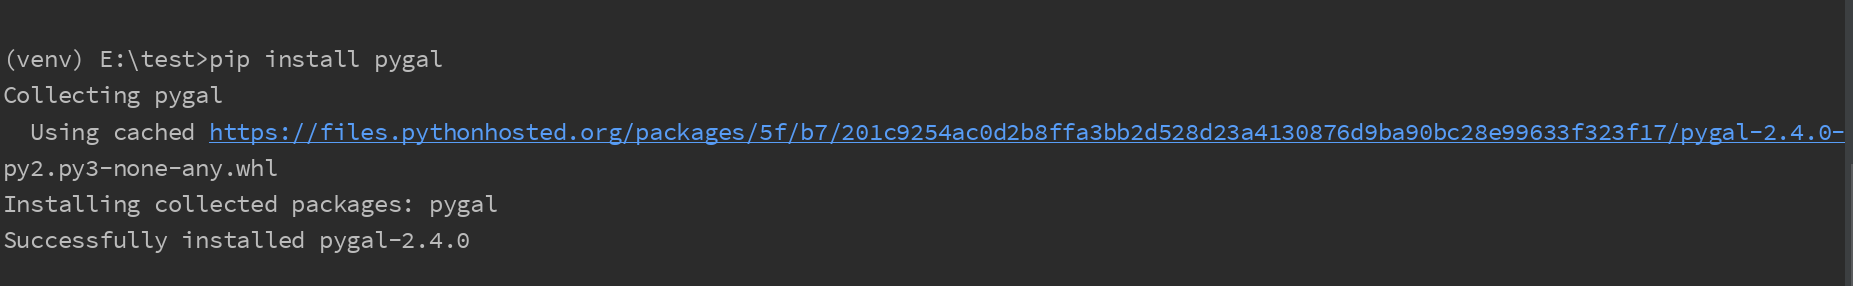 (venv) E:\test>pip install pygal
Collecting pygal
  Using cached https://files.pythonhosted.org/packages/5f/b7/201c9254ac0d2b8ffa3bb2d528d23a4130876d9ba90bc28e99633f323f17/pygal-2.4.0-
py2.py3-none-any.whl
Installing collected packages: pygal
Successfully installed pygal-2.4.0